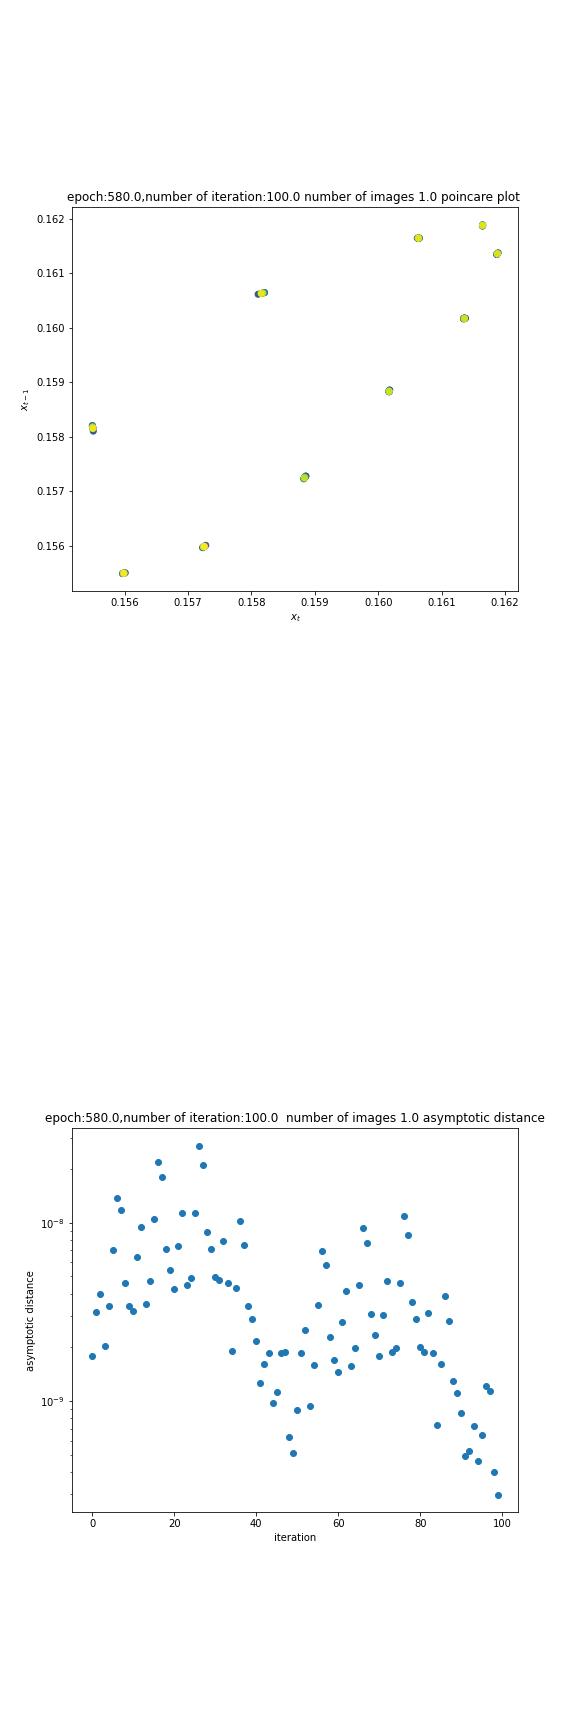 epoch:580.0,number of iteration:100.0 number of images 1.0 poincare plot
0.162
0.161
0.160
0.159
0.158
0.157
0.156
x_{t-1}
0.156 0.157 0.158 0.159 0.160 0.161 0.162
x_t
epoch:580.0,number of iteration:100.0  number of images 1.0 asymptotic distance
10^{-8}
10^{-9}
asymptotic distance
0 20 40 60 80 100
iteration